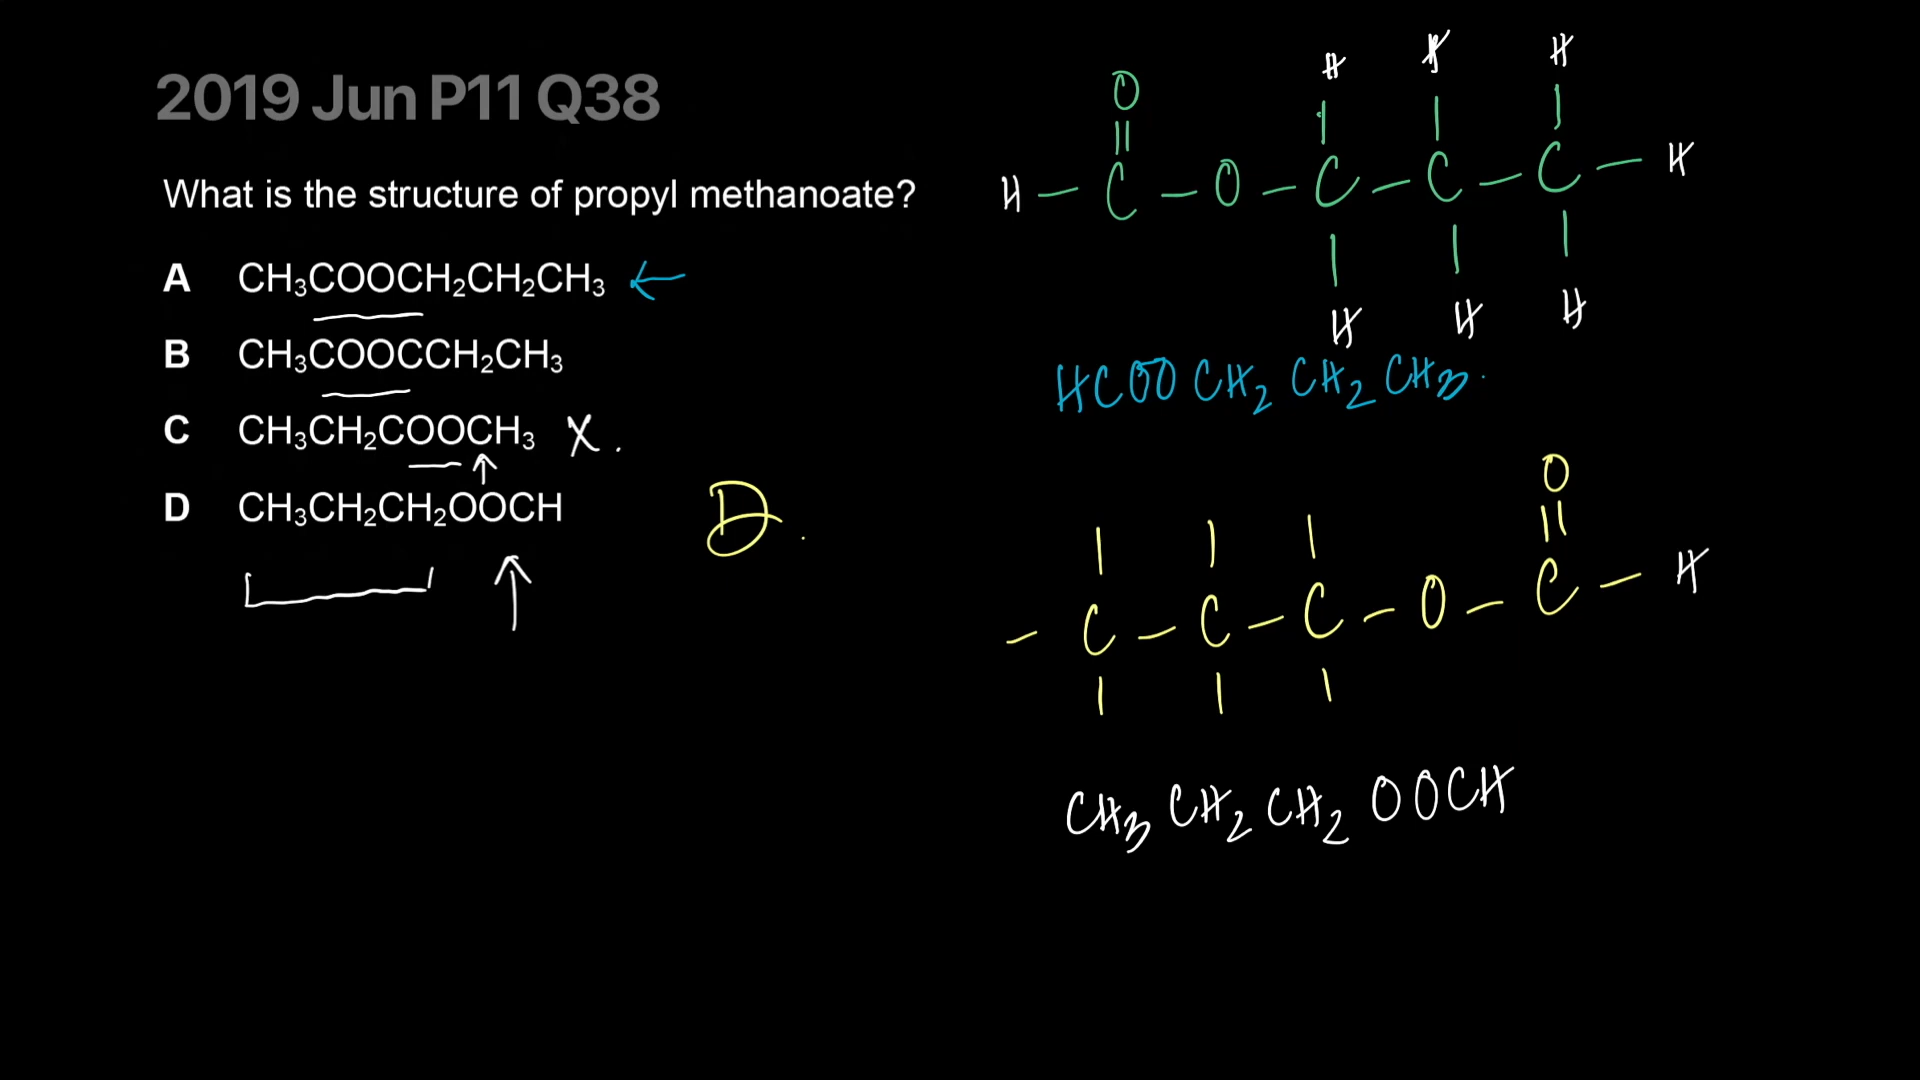 2019 Jun P11 Q38
What is the structure of propyl methanoate?
A CH₃COOCH₂CH₂CH₃ ←
B CH₃COOCCH₂CH₃
C CH₃CH₂COOCH₃ X.
D CH₃CH₂CH₂OOCH
D.
H H H
O
H – C – O – C – C – C – H
H H H
HCOO CH₂ CH₂ CH₃.
O
– C – C – C – O – C – H
CH₃ CH₂ CH₂ OOCH